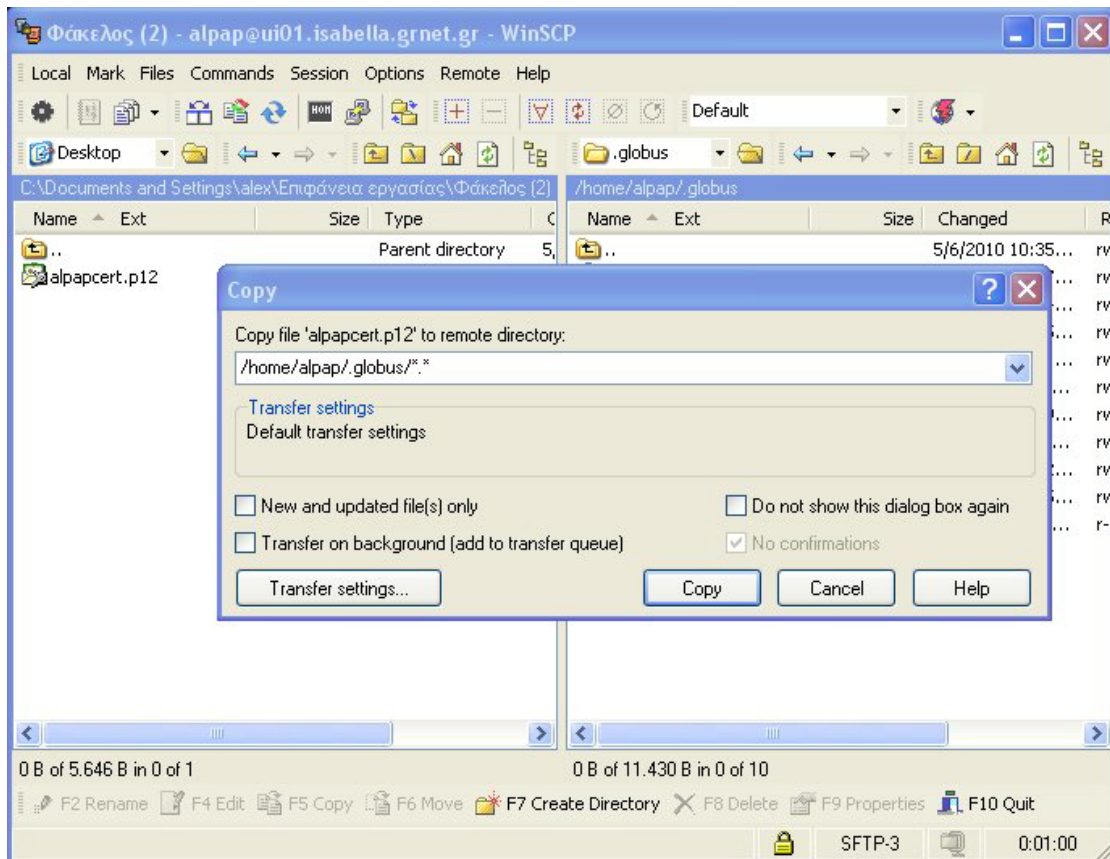 Φάκελος (2) - alpap@ui01.isabella.grnet.gr - WinSCP
Local Mark Files Commands Session Options Remote Help
Default
Desktop .globus
C:\Documents and Settings\alex\Επιφάνεια εργασίας\Φάκελος (2) /home/alpap/.globus
Name Ext Size Type C Name Ext Size Changed R
.. Parent directory 5, .. 5/6/2010 10:35... rw
alpapcert.p12
Copy
Copy file 'alpapcert.p12' to remote directory:
/home/alpap/.globus/*.*
Transfer settings
Default transfer settings
New and updated file(s) only Do not show this dialog box again
Transfer on background (add to transfer queue) No confirmations
Transfer settings... Copy Cancel Help
0 B of 5.646 B in 0 of 1 0 B of 11.430 B in 0 of 10
F2 Rename F4 Edit F5 Copy F6 Move F7 Create Directory F8 Delete F9 Properties F10 Quit
SFTP-3 0:01:00